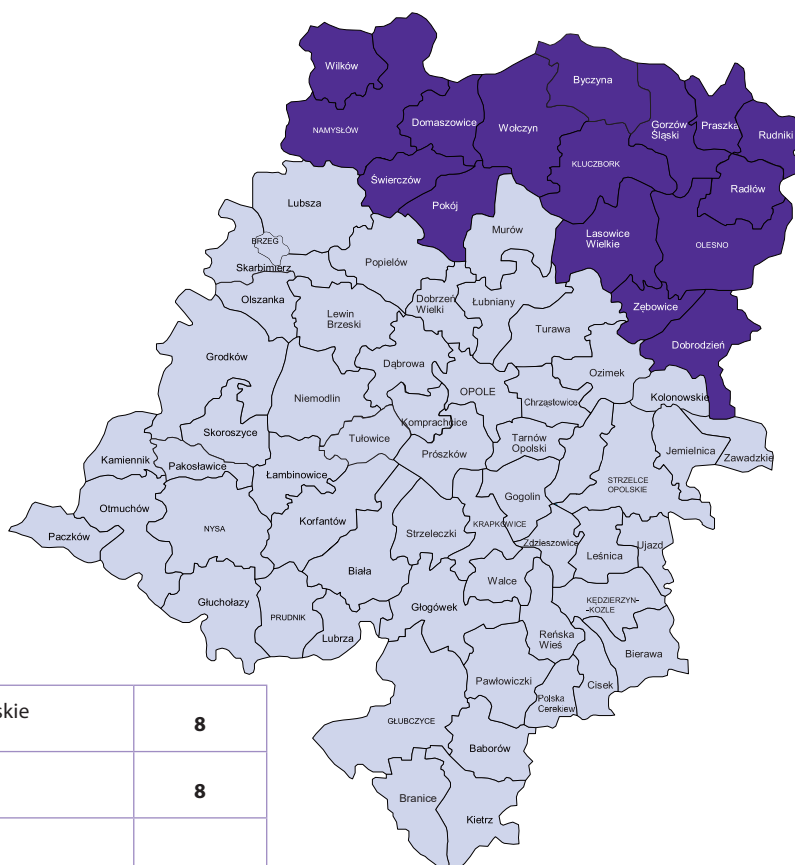 Wilków
Byczyna
NAMYSŁÓW
Domaszowice
Wołczyn
Gorzów
Śląski
Praszka
Rudniki
KLUCZBORK
Świerczów
Radłów
Lubsza
Pokój
Murów
Lasowice
Wielkie
OLESNO
BRZEG
Skarbimierz
Popielów
Olszanka
Lewin
Brzeski
Dobrzeń
Wielki
Łubniany
Zębowice
Turawa
Dobrodzień
Grodków
Dąbrowa
Ozimek
Niemodlin
OPOLE
Chrząstowice
Kolonowskie
Skoroszyce
Komprachcice
Tułowice
Tarnów
Opolski
Kamiennik
Pakosławice
Prószków
Jemielnica
Zawadzkie
Łambinowice
STRZELCE
OPOLSKIE
Otmuchów
Gogolin
Paczków
NYSA
Korfantów
Strzeleczki
KRAPKOWICE
Zdzieszowice
Leśnica
Ujazd
Biała
Walce
Głuchołazy
PRUDNIK
Głogówek
KĘDZIERZYN-
-KOZLE
Lubrza
Reńska
Wieś
Bierawa
Pawłowiczki
Cisek
Polska
Cerekiew
GŁUBCZYCE
Baborów
Branice
Kietrz
skie
8
8